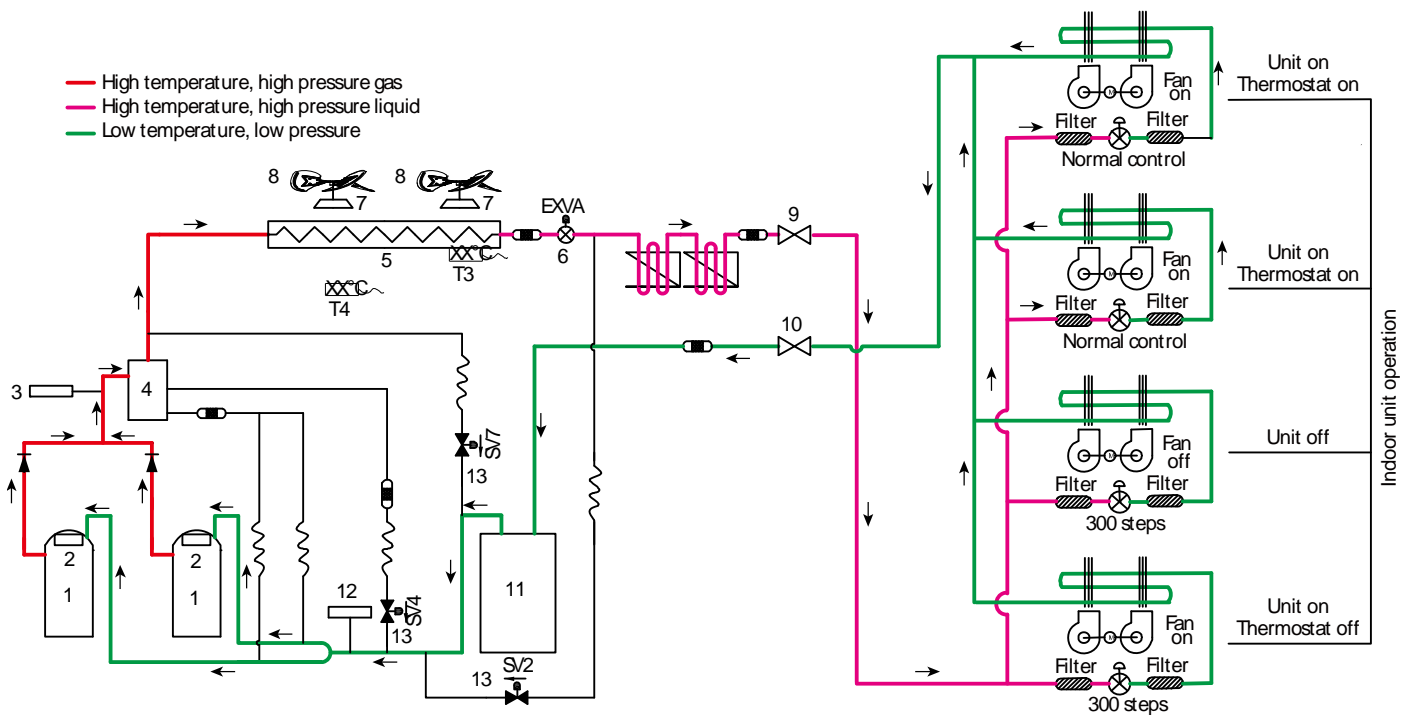 High temperature, high pressure gas
High temperature, high pressure liquid
Low temperature, low pressure
8
8
7
7
EXVA
9
5
°C
T3
6
°C
T4
10
3
4
SV7
13
2
1
2
1
12
SV4
13
11
13
SV2
M
Fan
on
Filter
Filter
Normal control
Unit on
Thermostat on
M
Fan
on
Filter
Filter
Normal control
Unit on
Thermostat on
M
Fan
off
Filter
Filter
300 steps
Unit off
M
Fan
on
Filter
Filter
300 steps
Unit on
Thermostat off
Indoor unit operation